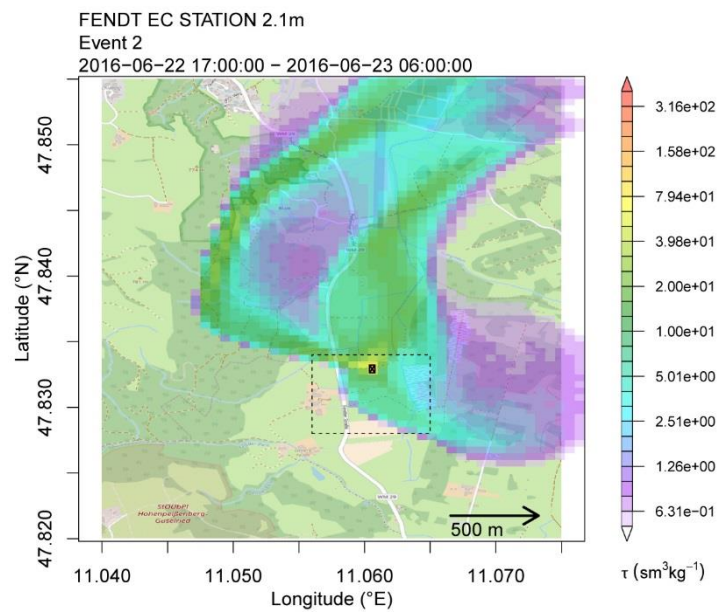 FENDT EC STATION 2.1m
Event 2
2016-06-22 17:00:00 − 2016-06-23 06:00:00
47.850
47.840
47.830
47.820
Latitude (°N)
11.040
11.050
11.060
11.070
Longitude (°E)
500 m
3.16e+02
1.58e+02
7.94e+01
3.98e+01
2.00e+01
1.00e+01
5.01e+00
2.51e+00
1.26e+00
6.31e−01
τ (sm³kg⁻¹)